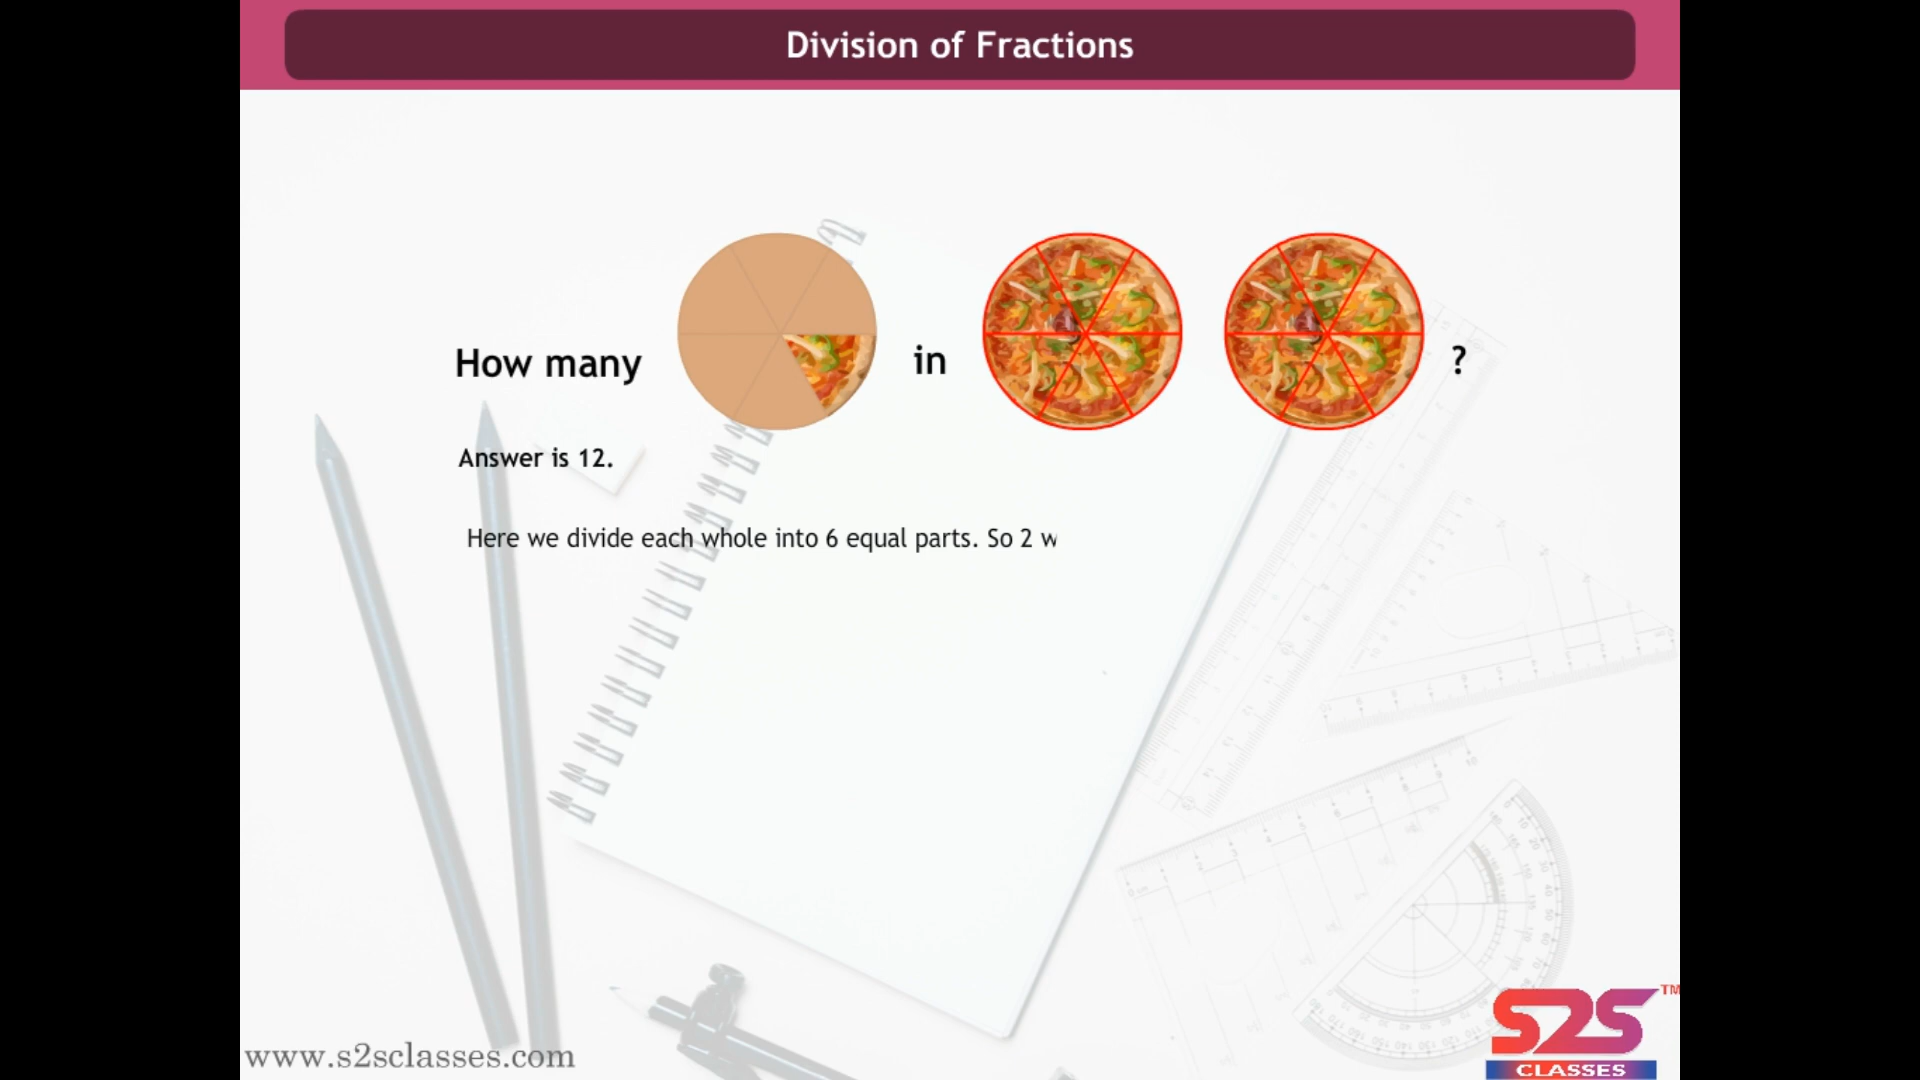 Division of Fractions
How many in ?
Answer is 12.
Here we divide each whole into 6 equal parts. So 2 w
www.s2sclasses.com
S2S TM
CLASSES